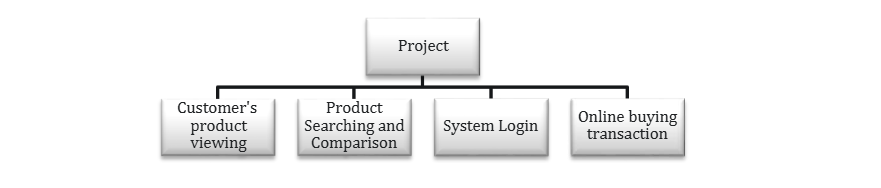 Project
Customer's
product
viewing
Product
Searching and
Comparison
System Login
Online buying
transaction